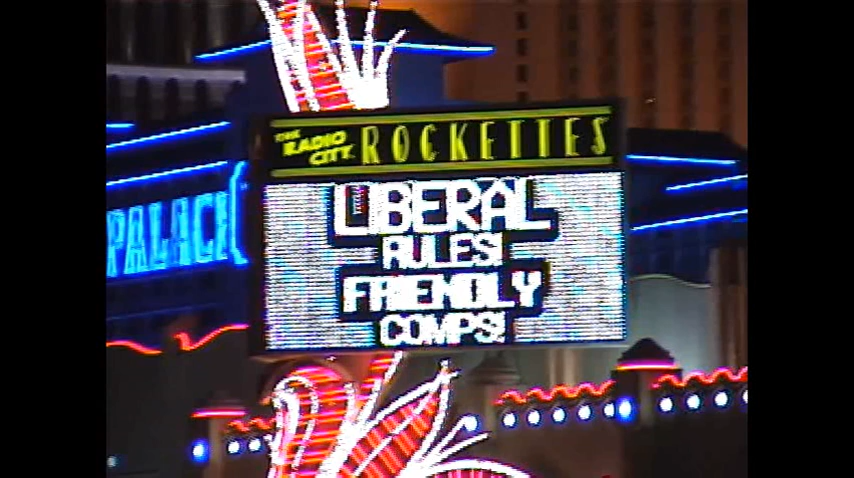 THE RADIO CITY ROCKETTES
LIBERAL
RULES!
FRIENDLY
COMPS!
PALACE